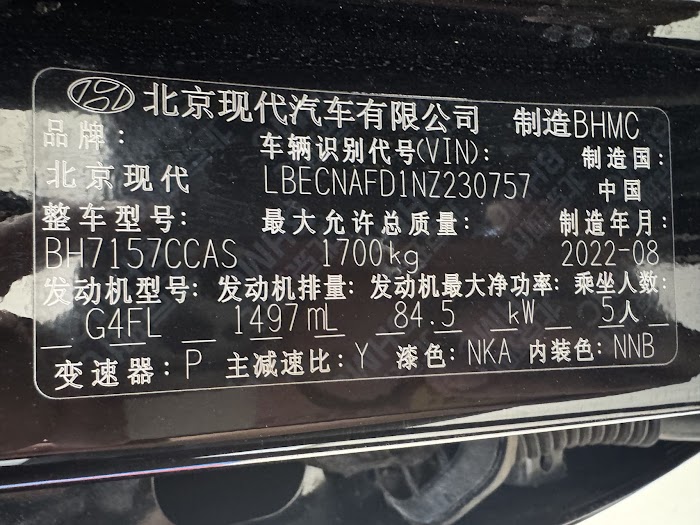 北京现代汽车有限公司 制造BHMC
品牌: 车辆识别代号(VIN): 制造国:
北京现代 LBECNAFD1NZ230757 中国
整车型号: 最大允许总质量: 制造年月:
BH7157CCAS 1700kg 2022-08
发动机型号: 发动机排量: 发动机最大净功率: 乘坐人数:
G4FL 1497mL 84.5 kW 5人
变速器: P 主减速比: Y 漆色: NKA 内装色: NNB